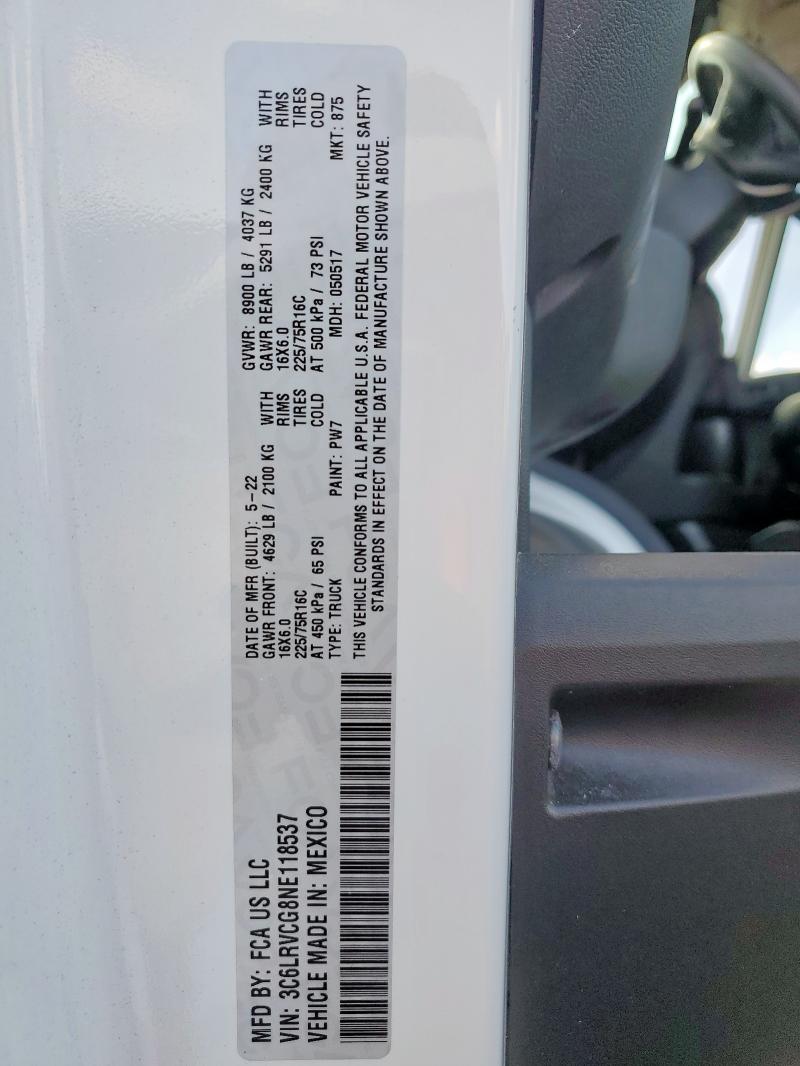 MFD BY: FCA US LLC
VIN: 3C6LRVCG8NE118537
VEHICLE MADE IN: MEXICO
DATE OF MFR (BUILT): 5-22 GVWR: 8900 LB / 4037 KG
GAWR FRONT: 4629 LB / 2100 KG WITH GAWR REAR: 5291 LB / 2400 KG WITH
16X6.0 RIMS 16X6.0 RIMS
225/75R16C TIRES 225/75R16C TIRES
AT 450 kPa / 65 PSI COLD AT 500 kPa / 73 PSI COLD
TYPE: TRUCK PAINT: PW7 MDH: 050517 MKT: 875
THIS VEHICLE CONFORMS TO ALL APPLICABLE U.S.A. FEDERAL MOTOR VEHICLE SAFETY
STANDARDS IN EFFECT ON THE DATE OF MANUFACTURE SHOWN ABOVE.